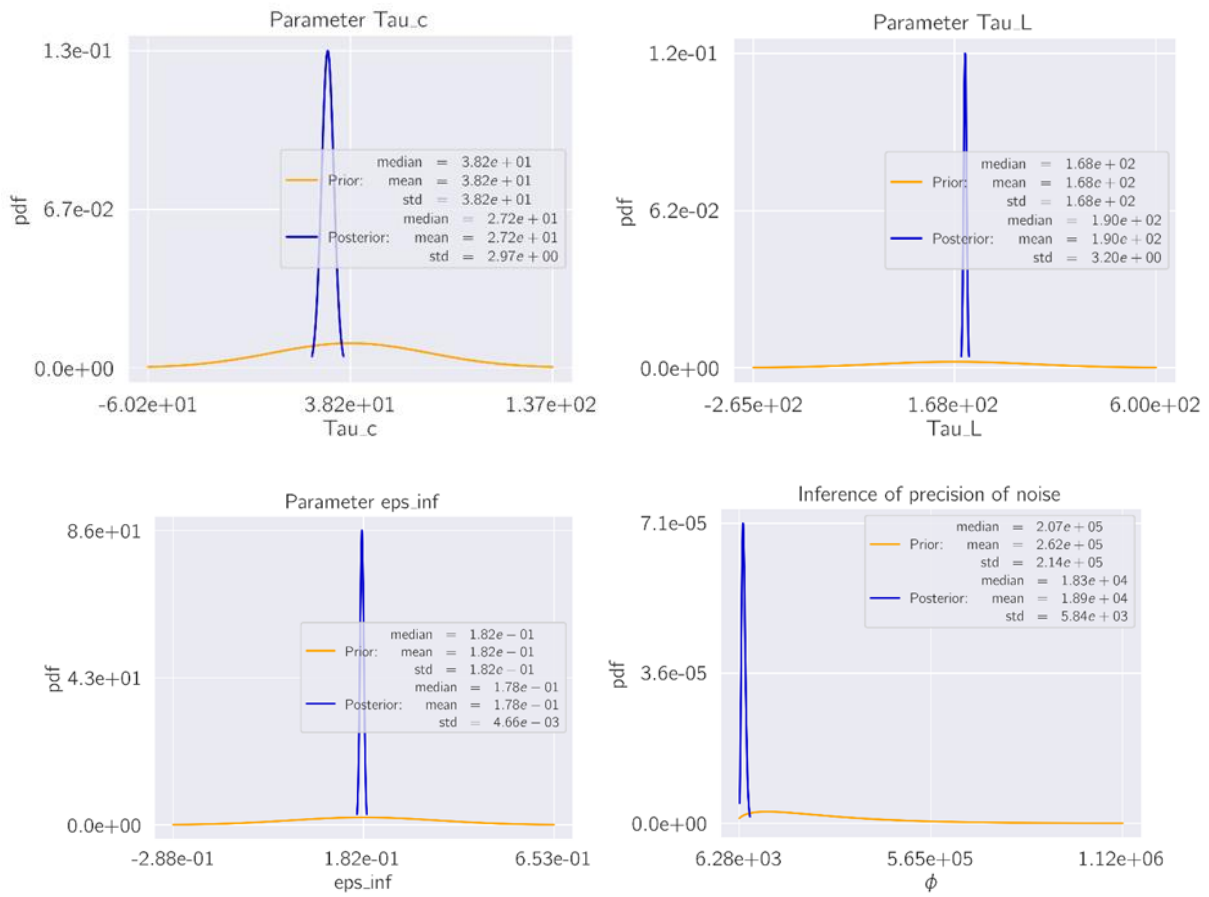 Parameter Tau_c
1.3e-01
6.7e-02
0.0e+00
pdf
median = 3.82e + 01
Prior: mean = 3.82e + 01
std = 3.82e + 01
median = 2.72e + 01
Posterior: mean = 2.72e + 01
std = 2.97e + 00
-6.02e+01 3.82e+01 1.37e+02
Tau_c
Parameter Tau_L
1.2e-01
6.2e-02
0.0e+00
pdf
median = 1.68e + 02
Prior: mean = 1.68e + 02
std = 1.68e + 02
median = 1.90e + 02
Posterior: mean = 1.90e + 02
std = 3.20e + 00
-2.65e+02 1.68e+02 6.00e+02
Tau_L
Parameter eps_inf
8.6e+01
4.3e+01
0.0e+00
pdf
median = 1.82e − 01
Prior: mean = 1.82e − 01
std = 1.82e − 01
median = 1.78e − 01
Posterior: mean = 1.78e − 01
std = 4.66e − 03
-2.88e-01 1.82e-01 6.53e-01
eps_inf
Inference of precision of noise
7.1e-05
3.6e-05
0.0e+00
pdf
median = 2.07e + 05
Prior: mean = 2.62e + 05
std = 2.14e + 05
median = 1.83e + 04
Posterior: mean = 1.89e + 04
std = 5.84e + 03
6.28e+03 5.65e+05 1.12e+06
ϕ